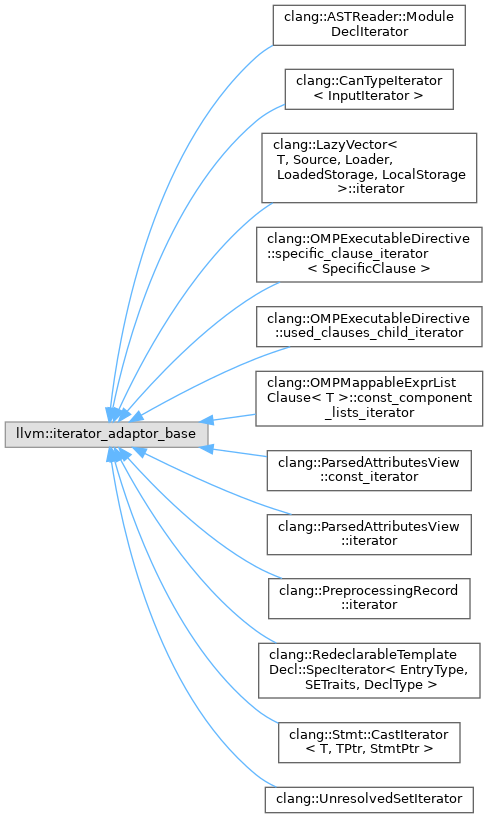 clang::ASTReader::Module
DeclIterator
clang::CanTypeIterator
< InputIterator >
clang::LazyVector<
T, Source, Loader,
LoadedStorage, LocalStorage
>::iterator
clang::OMPExecutableDirective
::specific_clause_iterator
< SpecificClause >
clang::OMPExecutableDirective
::used_clauses_child_iterator
clang::OMPMappableExprList
Clause< T >::const_component
_lists_iterator
llvm::iterator_adaptor_base
clang::ParsedAttributesView
::const_iterator
clang::ParsedAttributesView
::iterator
clang::PreprocessingRecord
::iterator
clang::RedeclarableTemplate
Decl::SpecIterator< EntryType,
SETraits, DeclType >
clang::Stmt::CastIterator
< T, TPtr, StmtPtr >
clang::UnresolvedSetIterator